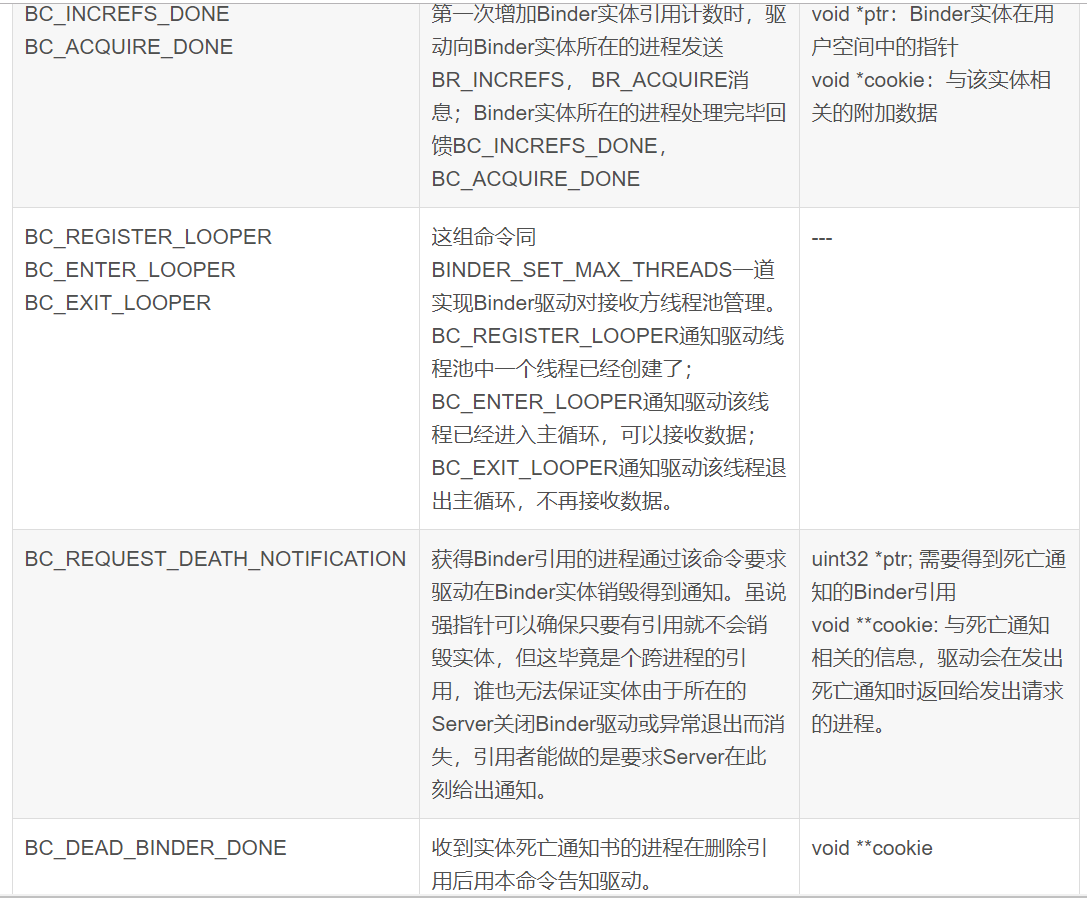 BC_INCREFS_DONE
BC_ACQUIRE_DONE
第一次增加Binder实体引用计数时，驱
动向Binder实体所在的进程发送
BR_INCREFS， BR_ACQUIRE消
息；Binder实体所在的进程处理完毕回
馈BC_INCREFS_DONE，
BC_ACQUIRE_DONE
void *ptr：Binder实体在用
户空间中的指针
void *cookie：与该实体相
关的附加数据
BC_REGISTER_LOOPER
BC_ENTER_LOOPER
BC_EXIT_LOOPER
这组命令同
BINDER_SET_MAX_THREADS一道
实现Binder驱动对接收方线程池管理。
BC_REGISTER_LOOPER通知驱动线
程池中一个线程已经创建了；
BC_ENTER_LOOPER通知驱动该线
程已经进入主循环，可以接收数据；
BC_EXIT_LOOPER通知驱动该线程退
出主循环，不再接收数据。
---
BC_REQUEST_DEATH_NOTIFICATION
获得Binder引用的进程通过该命令要求
驱动在Binder实体销毁得到通知。虽说
强指针可以确保只要有引用就不会销
毁实体，但这毕竟是个跨进程的引
用，谁也无法保证实体由于所在的
Server关闭Binder驱动或异常退出而消
失，引用者能做的是要求Server在此
刻给出通知。
uint32 *ptr; 需要得到死亡通
知的Binder引用
void **cookie: 与死亡通知
相关的信息，驱动会在发出
死亡通知时返回给发出请求
的进程。
BC_DEAD_BINDER_DONE
收到实体死亡通知书的进程在删除引
用后用本命令告知驱动。
void **cookie